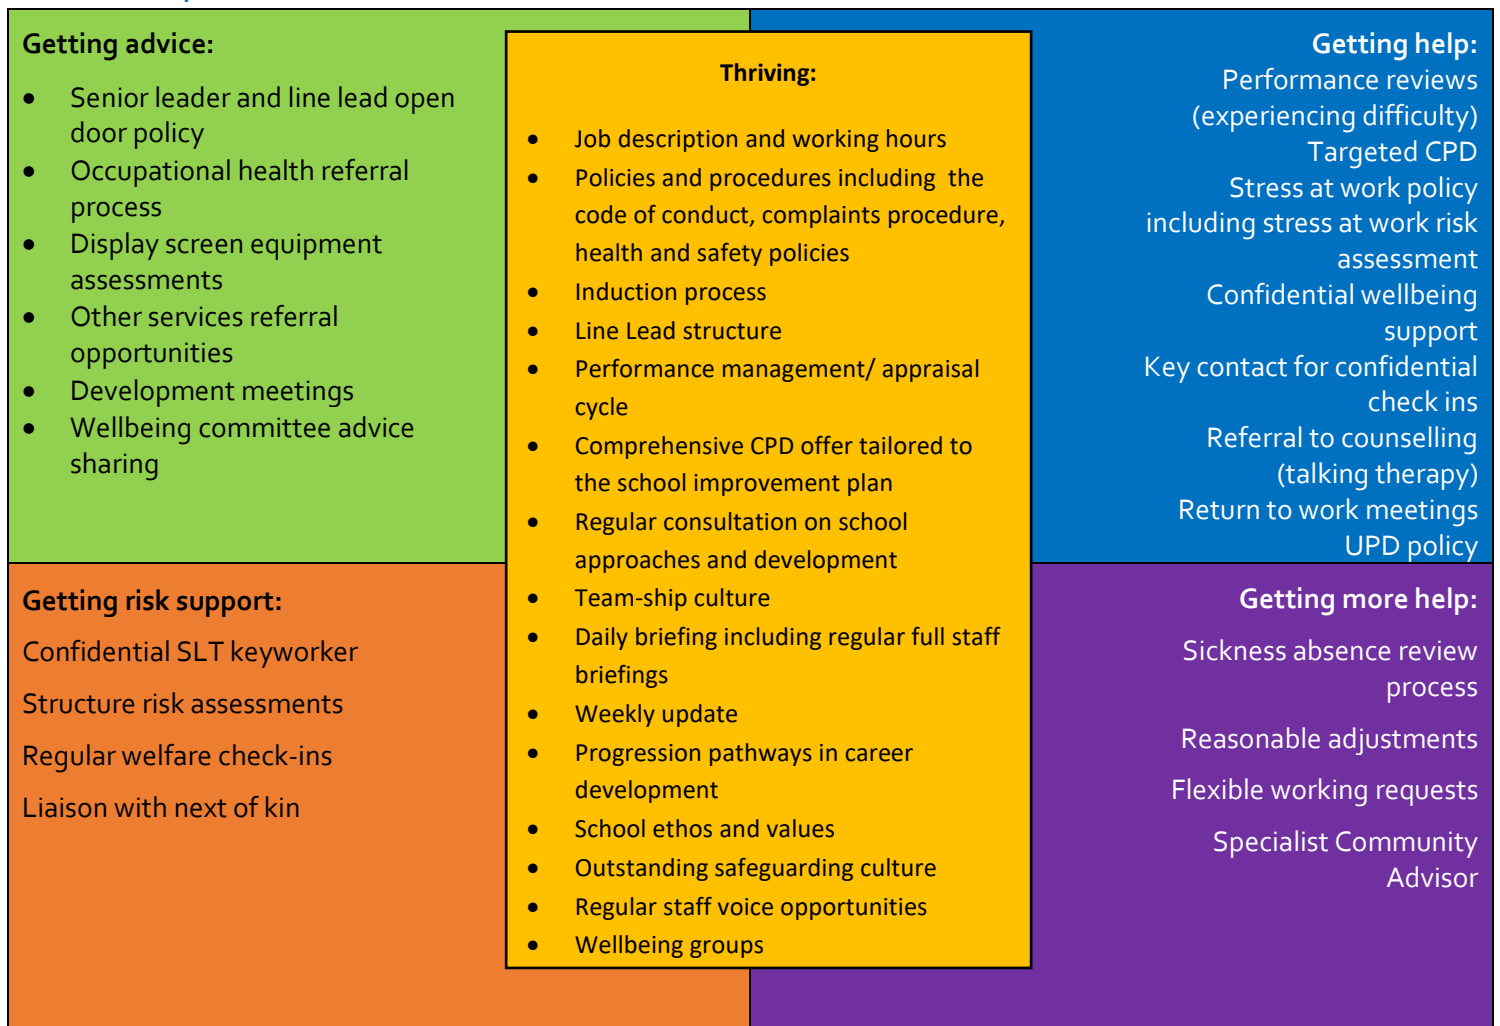 Getting advice:
• Senior leader and line lead open
door policy
• Occupational health referral
process
• Display screen equipment
assessments
• Other services referral
opportunities
• Development meetings
• Wellbeing committee advice
sharing
Thriving:
• Job description and working hours
• Policies and procedures including the
code of conduct, complaints procedure,
health and safety policies
• Induction process
• Line Lead structure
• Performance management/ appraisal
cycle
• Comprehensive CPD offer tailored to
the school improvement plan
• Regular consultation on school
approaches and development
• Team-ship culture
• Daily briefing including regular full staff
briefings
• Weekly update
• Progression pathways in career
development
• School ethos and values
• Outstanding safeguarding culture
• Regular staff voice opportunities
• Wellbeing groups
Getting help:
Performance reviews
(experiencing difficulty)
Targeted CPD
Stress at work policy
including stress at work risk
assessment
Confidential wellbeing
support
Key contact for confidential
check ins
Referral to counselling
(talking therapy)
Return to work meetings
UPD policy
Getting risk support:
Confidential SLT keyworker
Structure risk assessments
Regular welfare check-ins
Liaison with next of kin
Getting more help:
Sickness absence review
process
Reasonable adjustments
Flexible working requests
Specialist Community
Advisor